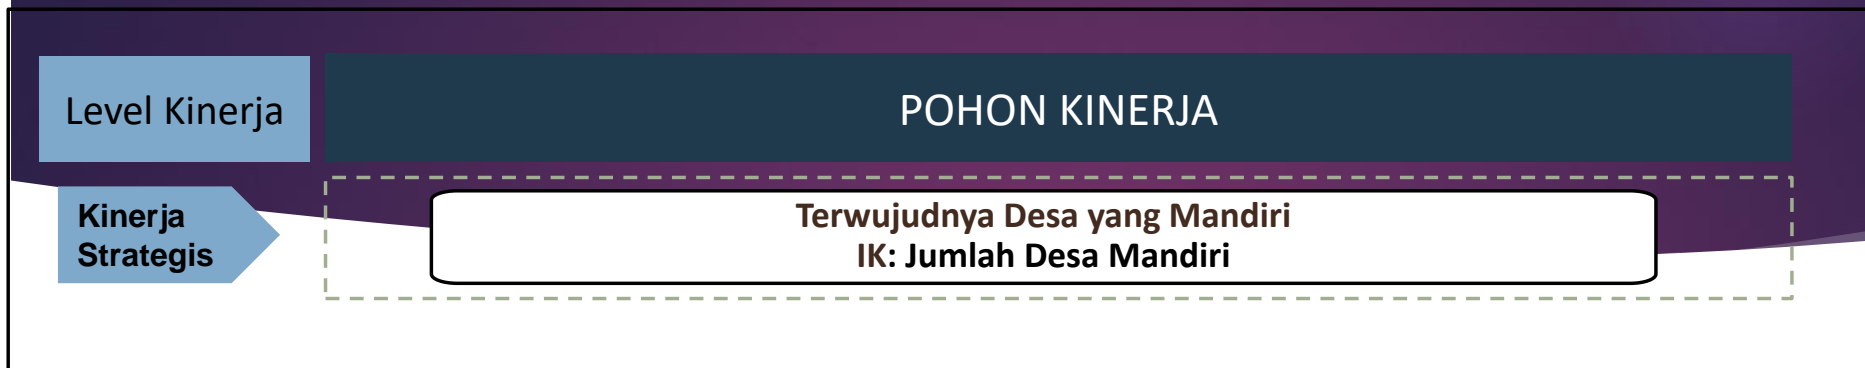 Level Kinerja
POHON KINERJA
Kinerja
Strategis
Terwujudnya Desa yang Mandiri
IK: Jumlah Desa Mandiri